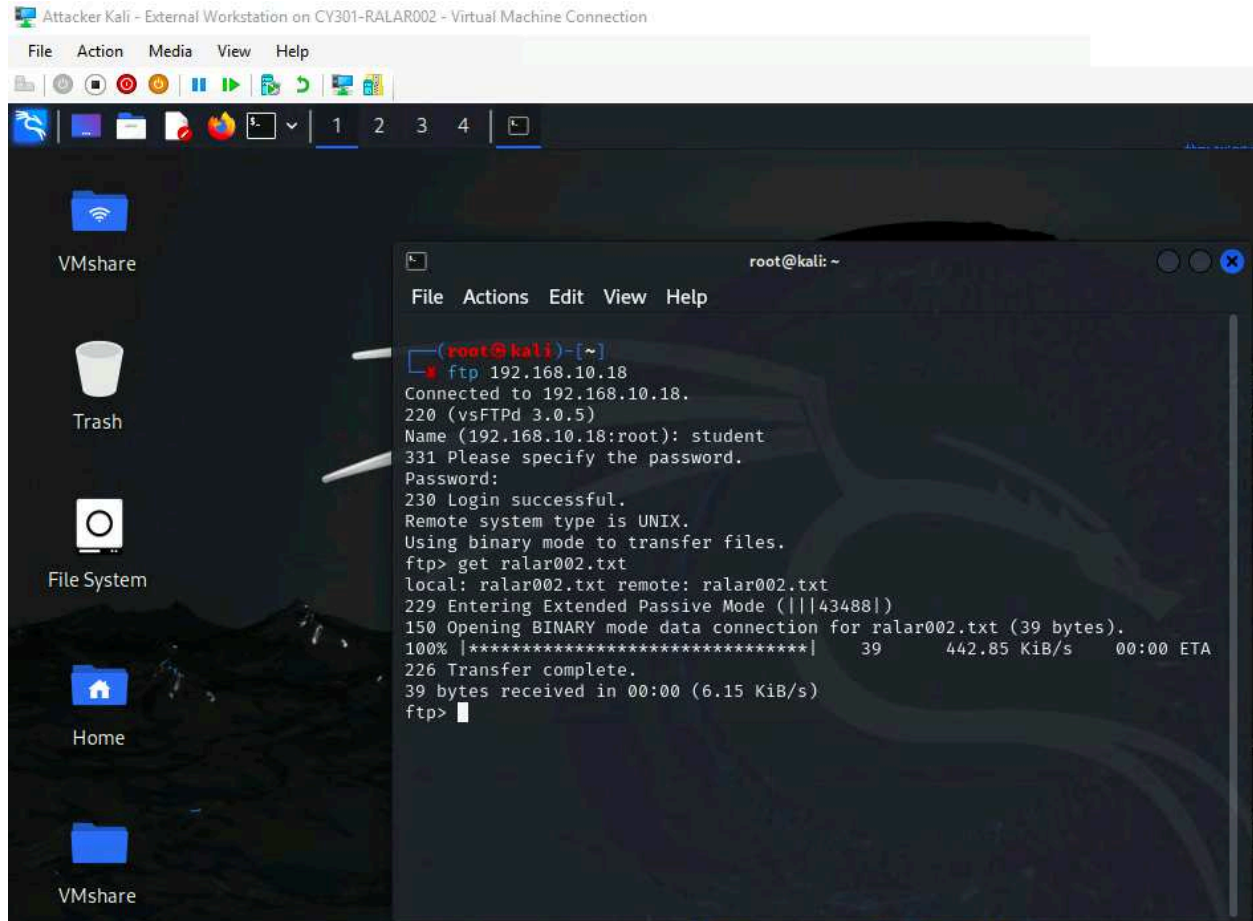 Attacker Kali - External Workstation on CY301-RALAR002 - Virtual Machine Connection
File Action Media View Help
1 2 3 4
VMshare
Trash
File System
Home
VMshare
root@kali: ~
File Actions Edit View Help
(root㉿kali)-[~]
ftp 192.168.10.18
Connected to 192.168.10.18.
220 (vsFTPd 3.0.5)
Name (192.168.10.18:root): student
331 Please specify the password.
Password:
230 Login successful.
Remote system type is UNIX.
Using binary mode to transfer files.
ftp> get ralar002.txt
local: ralar002.txt remote: ralar002.txt
229 Entering Extended Passive Mode (|||43488|)
150 Opening BINARY mode data connection for ralar002.txt (39 bytes).
100% |*********************************| 39 442.85 KiB/s 00:00 ETA
226 Transfer complete.
39 bytes received in 00:00 (6.15 KiB/s)
ftp>